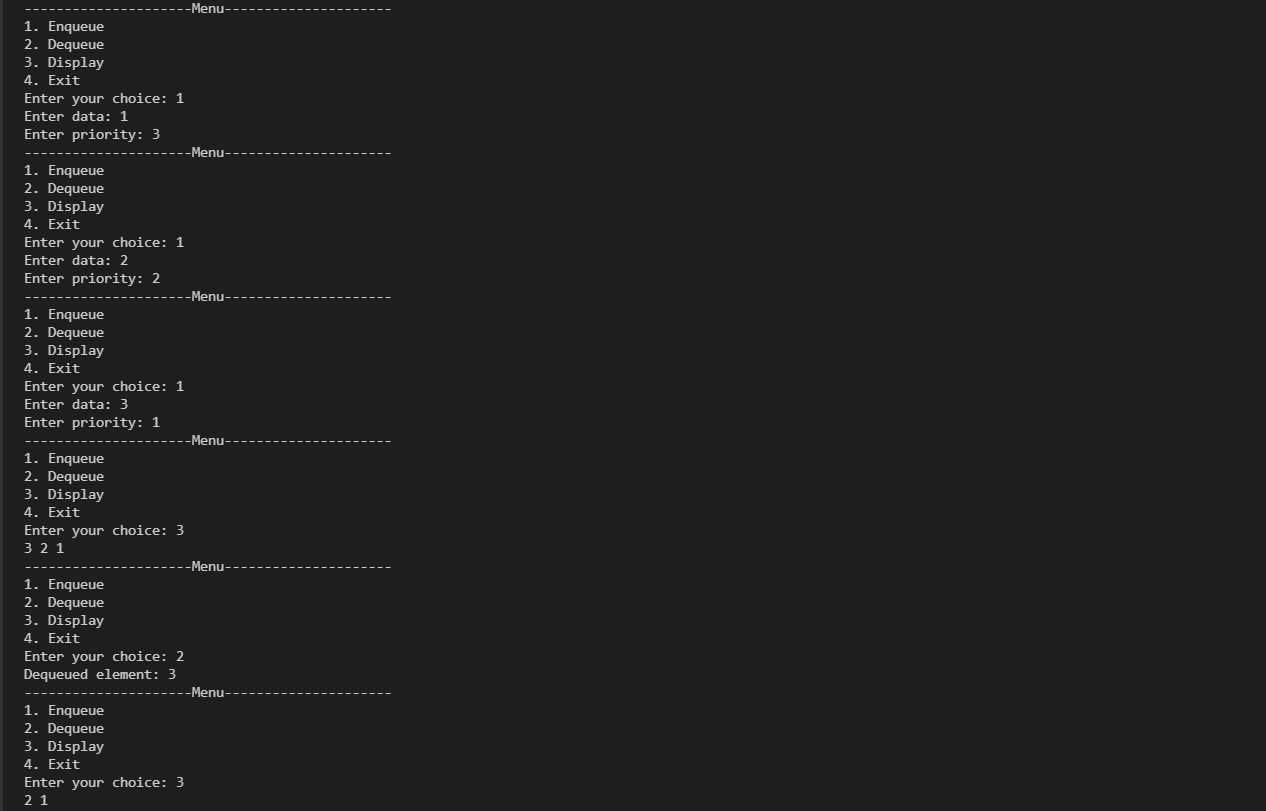 ---------------------Menu---------------------
1. Enqueue
2. Dequeue
3. Display
4. Exit
Enter your choice: 1
Enter data: 1
Enter priority: 3
---------------------Menu---------------------
1. Enqueue
2. Dequeue
3. Display
4. Exit
Enter your choice: 1
Enter data: 2
Enter priority: 2
---------------------Menu---------------------
1. Enqueue
2. Dequeue
3. Display
4. Exit
Enter your choice: 1
Enter data: 3
Enter priority: 1
---------------------Menu---------------------
1. Enqueue
2. Dequeue
3. Display
4. Exit
Enter your choice: 3
3 2 1
---------------------Menu---------------------
1. Enqueue
2. Dequeue
3. Display
4. Exit
Enter your choice: 2
Dequeued element: 3
---------------------Menu---------------------
1. Enqueue
2. Dequeue
3. Display
4. Exit
Enter your choice: 3
2 1